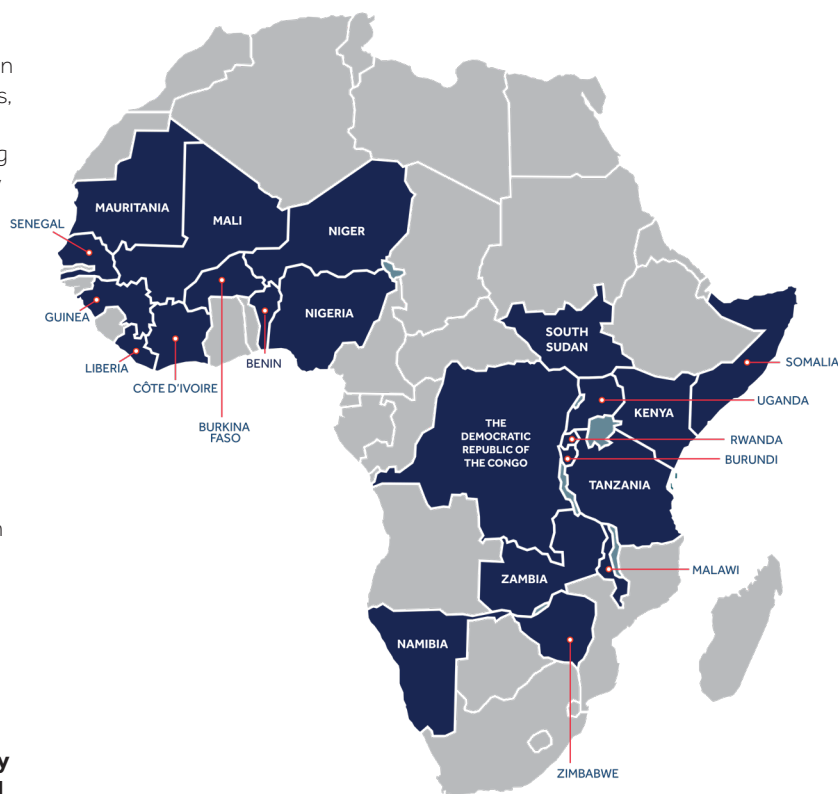 n
s,
g
MAURITANIA
MALI
SENEGAL
NIGER
GUINEA
NIGERIA
LIBERIA
BENIN
CÔTE D'IVOIRE
BURKINA
FASO
SOUTH
SUDAN
SOMALIA
UGANDA
KENYA
THE
DEMOCRATIC
REPUBLIC OF
THE CONGO
RWANDA
BURUNDI
TANZANIA
n
MALAWI
ZAMBIA
NAMIBIA
y
ZIMBABWE